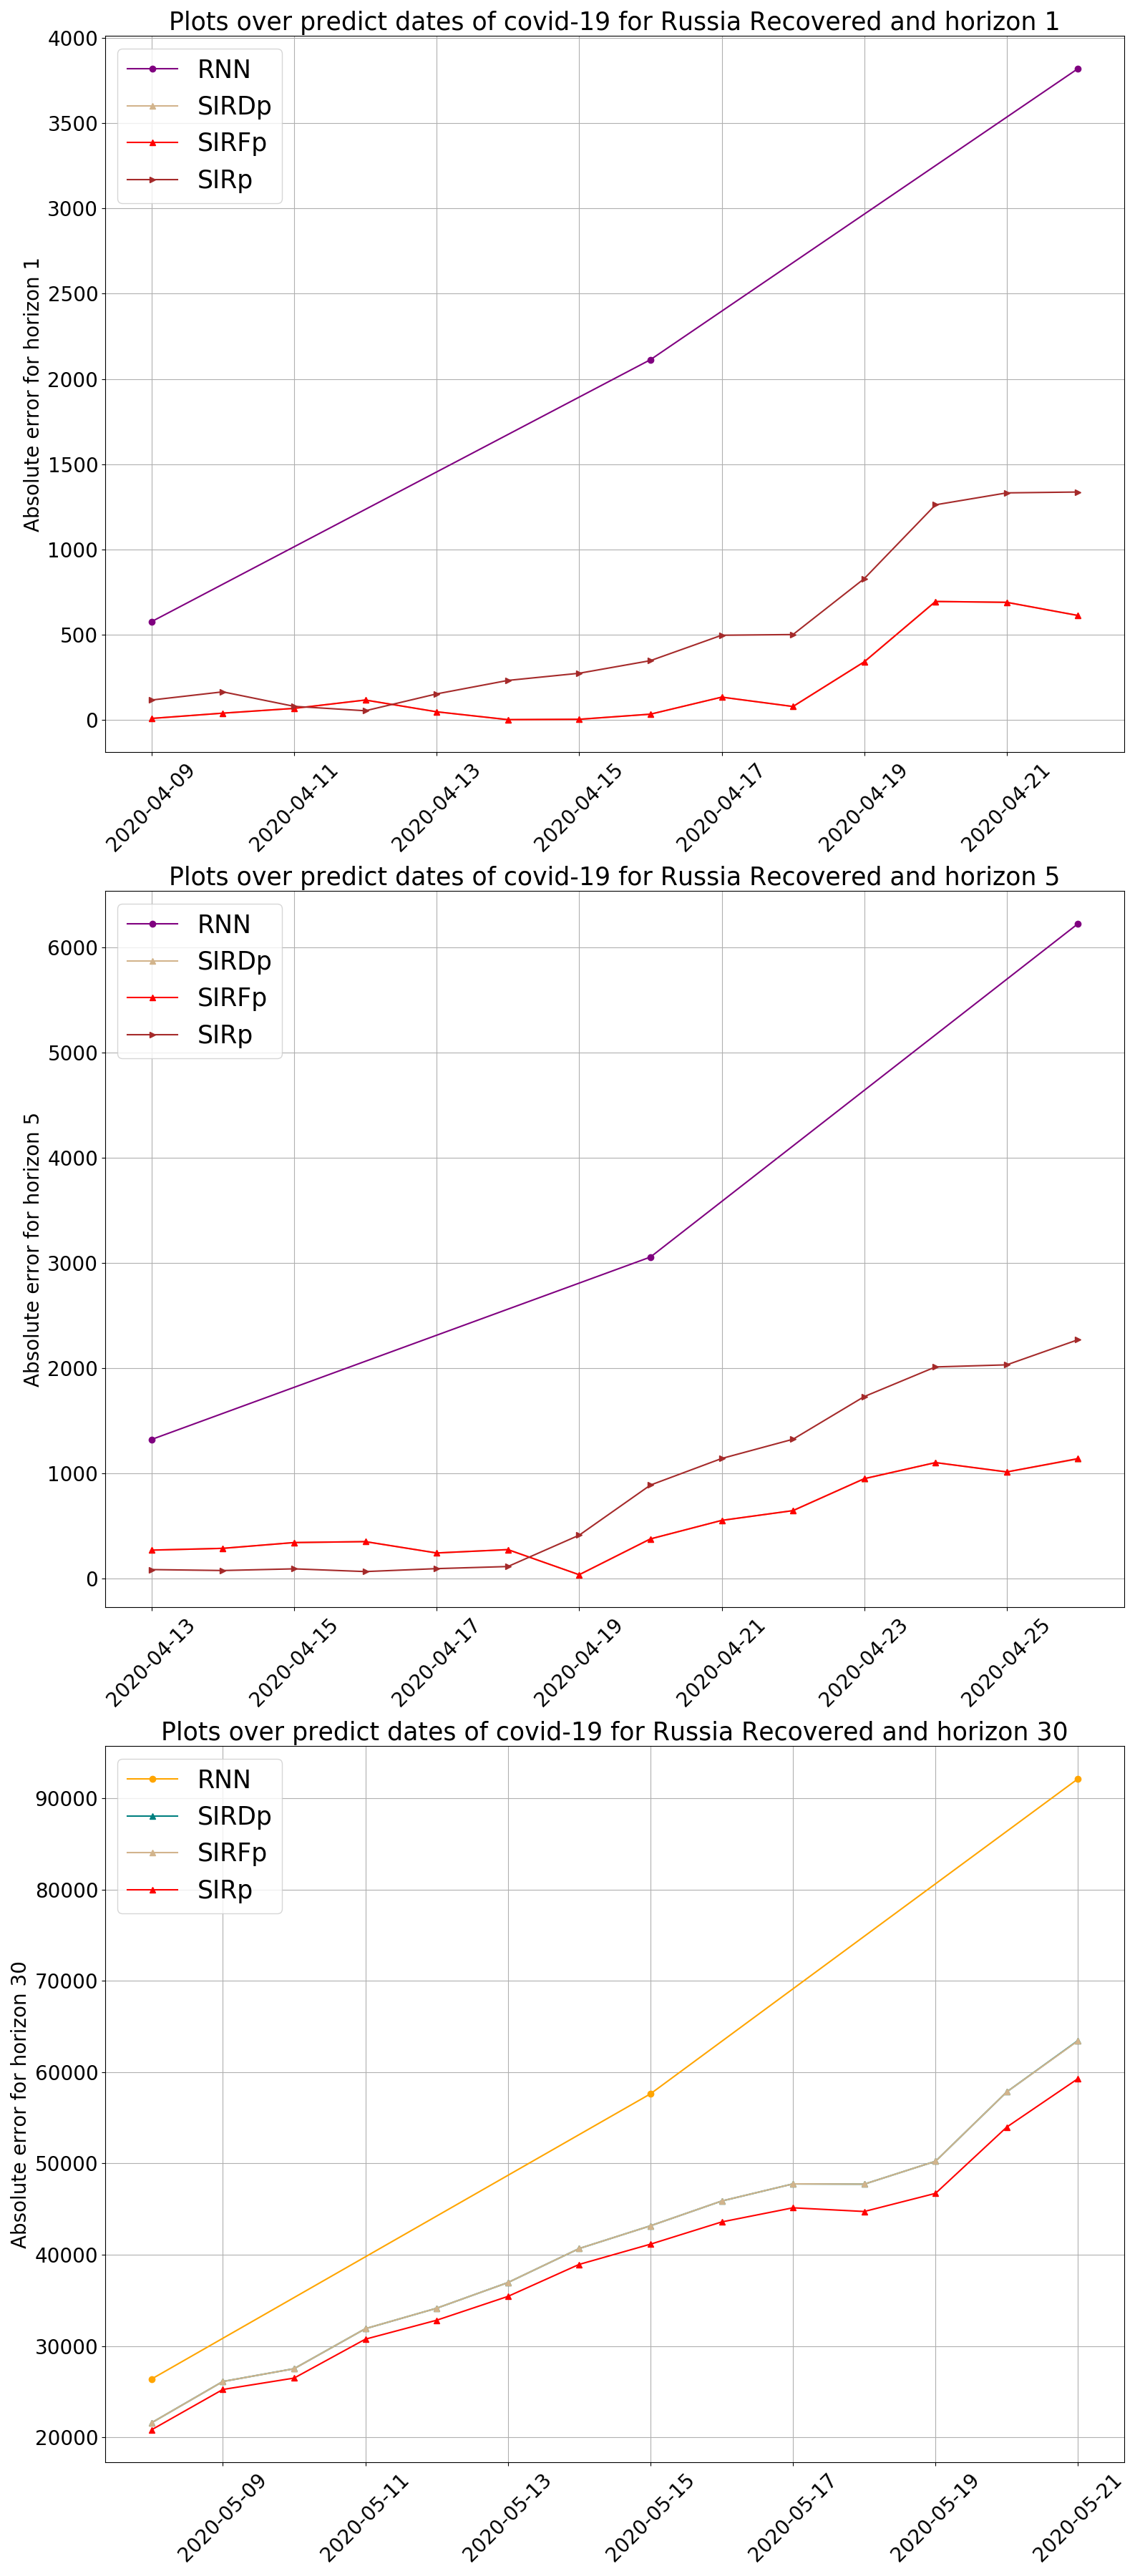 Plots over predict dates of covid-19 for Russia Recovered and horizon 1
4000
3500
3000
2500
2000
1500
1000
500
0
Absolute error for horizon 1
RNN
SIRDp
SIRFp
SIRp
2020-04-09
2020-04-11
2020-04-13
2020-04-15
2020-04-17
2020-04-19
2020-04-21
Plots over predict dates of covid-19 for Russia Recovered and horizon 5
6000
5000
4000
3000
2000
1000
0
Absolute error for horizon 5
RNN
SIRDp
SIRFp
SIRp
2020-04-13
2020-04-15
2020-04-17
2020-04-19
2020-04-21
2020-04-23
2020-04-25
Plots over predict dates of covid-19 for Russia Recovered and horizon 30
90000
80000
70000
60000
50000
40000
30000
20000
Absolute error for horizon 30
RNN
SIRDp
SIRFp
SIRp
2020-05-09
2020-05-11
2020-05-13
2020-05-15
2020-05-17
2020-05-19
2020-05-21